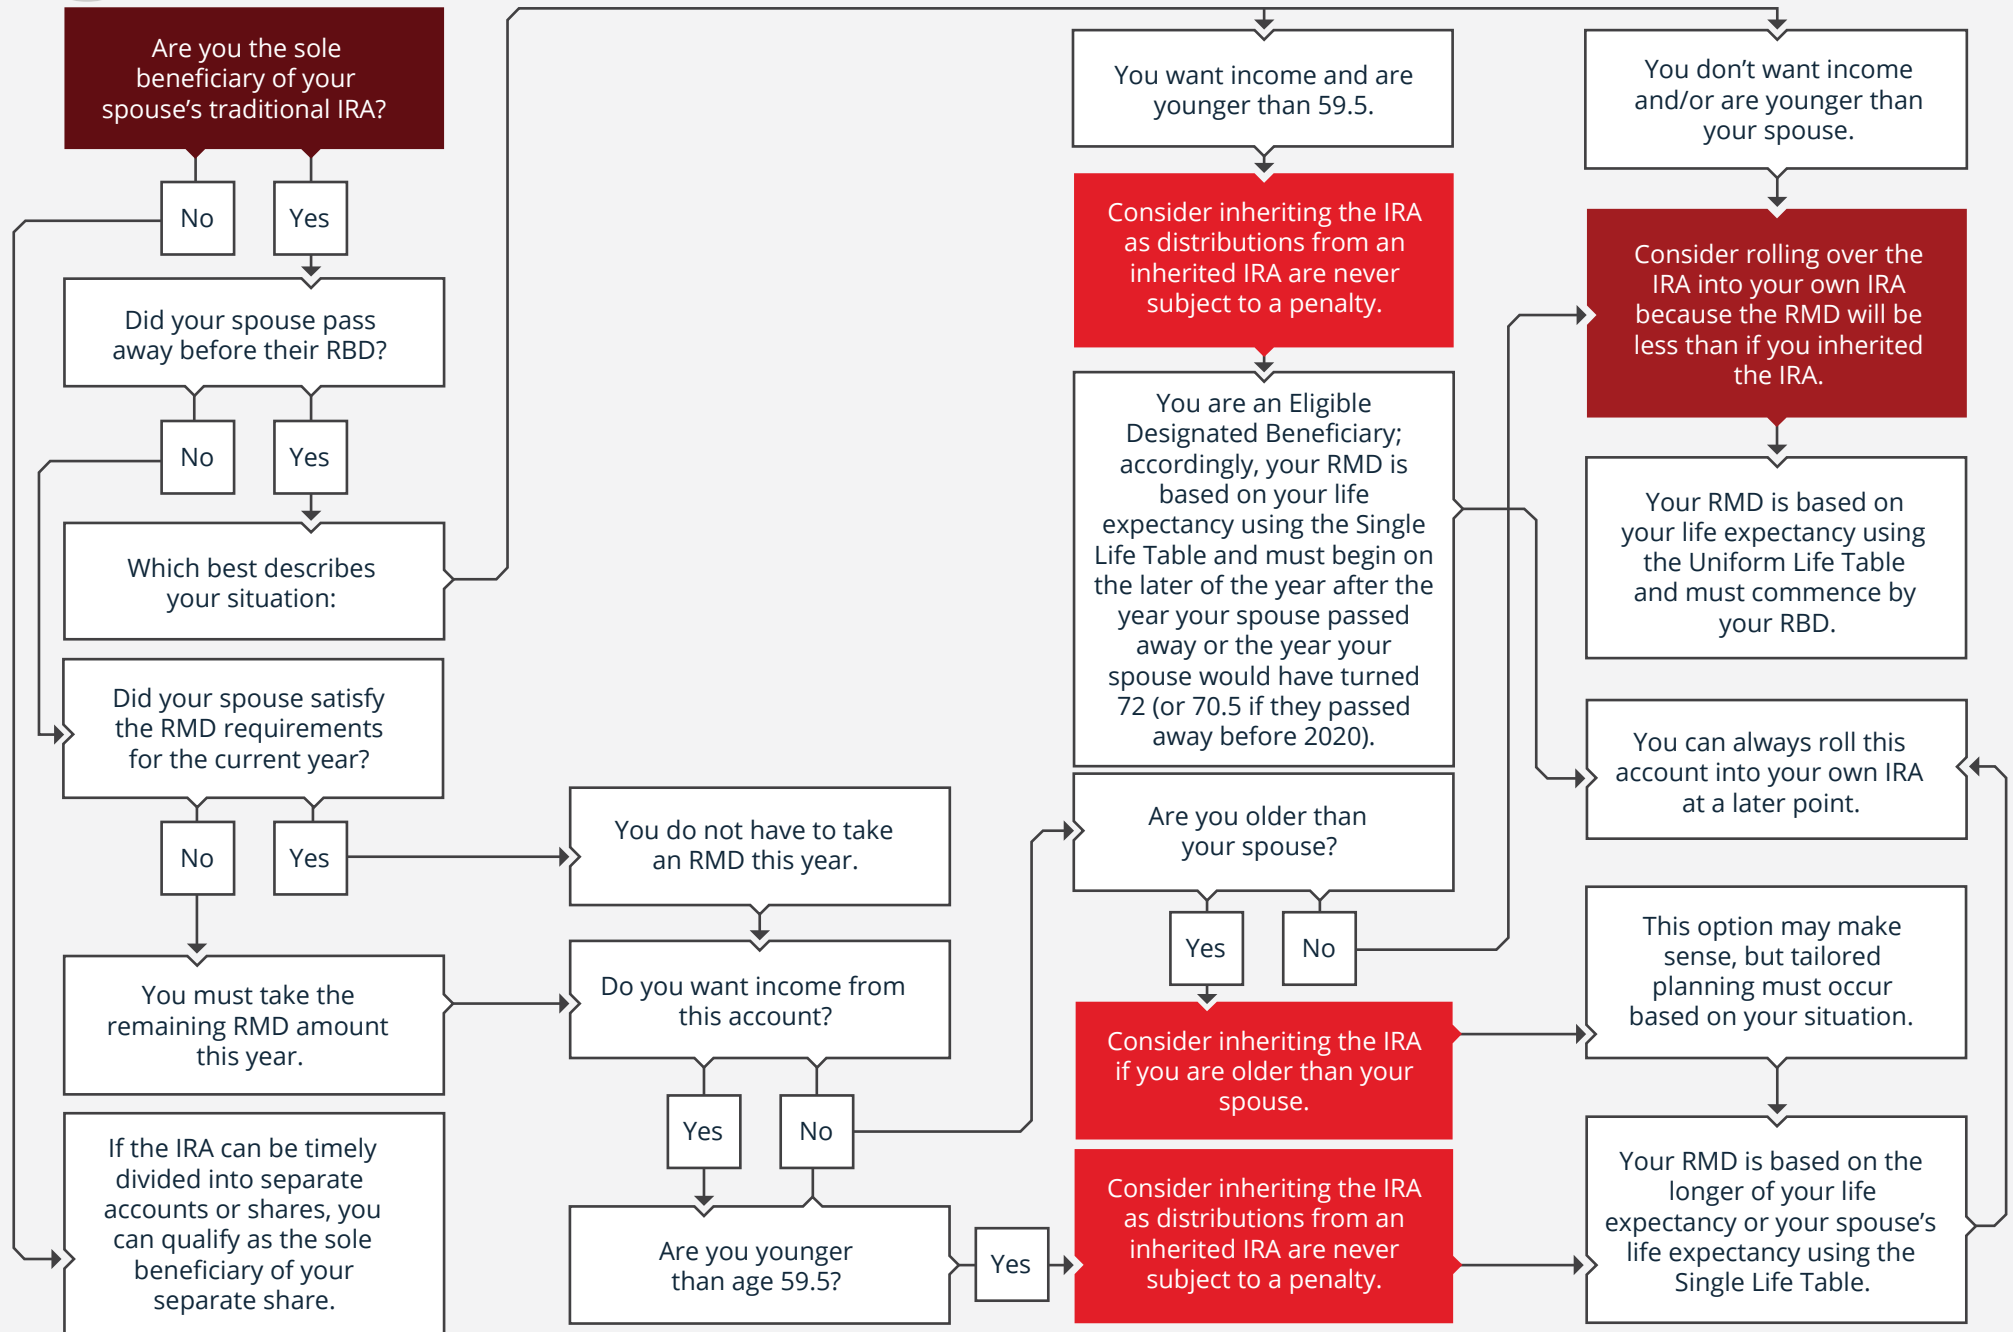 Are you the sole
beneficiary of your
spouse’s traditional IRA?
No
Yes
Did your spouse pass
away before their RBD?
No
Yes
Which best describes
your situation:
Did your spouse satisfy
the RMD requirements
for the current year?
No
Yes
You must take the
remaining RMD amount
this year.
If the IRA can be timely
divided into separate
accounts or shares, you
can qualify as the sole
beneficiary of your
separate share.
You do not have to take
an RMD this year.
Do you want income from
this account?
Yes
No
Are you younger
than age 59.5?
Yes
You want income and are
younger than 59.5.
Consider inheriting the IRA
as distributions from an
inherited IRA are never
subject to a penalty.
You are an Eligible
Designated Beneficiary;
accordingly, your RMD is
based on your life
expectancy using the Single
Life Table and must begin on
the later of the year after the
year your spouse passed
away or the year your
spouse would have turned
72 (or 70.5 if they passed
away before 2020).
Are you older than
your spouse?
Yes
No
Consider inheriting the IRA
if you are older than your
spouse.
Consider inheriting the IRA
as distributions from an
inherited IRA are never
subject to a penalty.
You don’t want income
and/or are younger than
your spouse.
Consider rolling over the
IRA into your own IRA
because the RMD will be
less than if you inherited
the IRA.
Your RMD is based on
your life expectancy using
the Uniform Life Table
and must commence by
your RBD.
You can always roll this
account into your own IRA
at a later point.
This option may make
sense, but tailored
planning must occur
based on your situation.
Your RMD is based on the
longer of your life
expectancy or your spouse’s
life expectancy using the
Single Life Table.